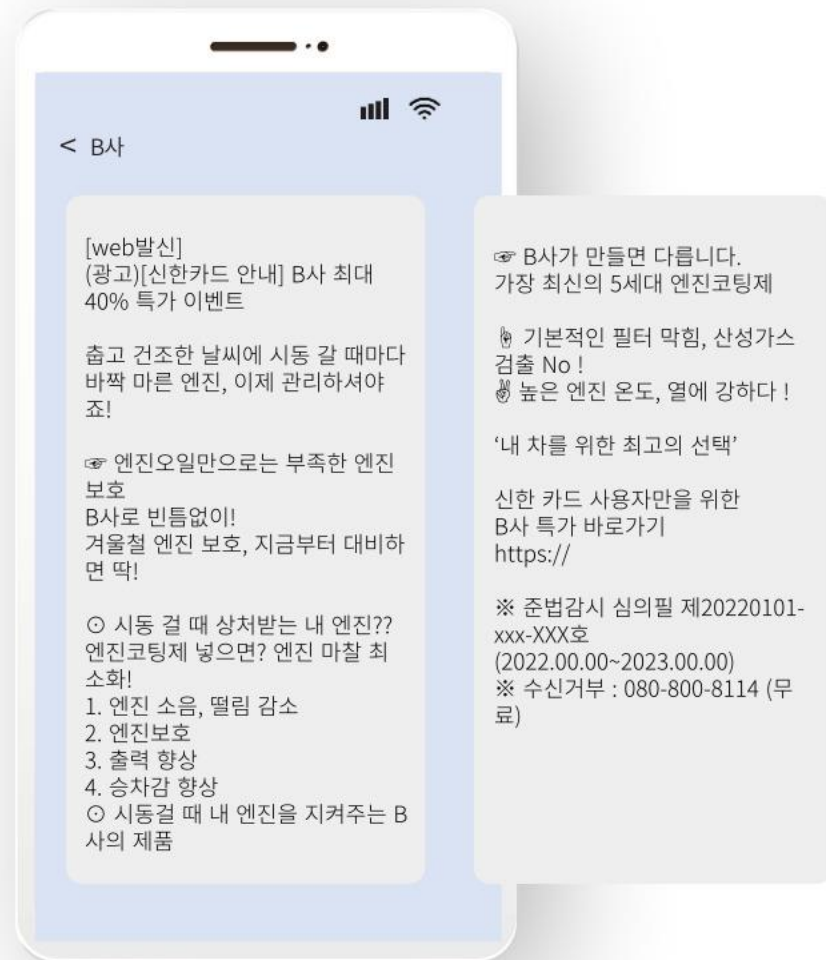 < B사
[web발신]
(광고)[신한카드 안내] B사 최대
40% 특가 이벤트
춥고 건조한 날씨에 시동 갈 때마다
바짝 마른 엔진, 이제 관리하셔야
죠!
☞ 엔진오일만으로는 부족한 엔진
보호
B사로 빈틈없이!
겨울철 엔진 보호, 지금부터 대비하
면 딱!
⊙ 시동 걸 때 상처받는 내 엔진??
엔진코팅제 넣으면? 엔진 마찰 최
소화!
1. 엔진 소음, 떨림 감소
2. 엔진보호
3. 출력 향상
4. 승차감 향상
⊙ 시동걸 때 내 엔진을 지켜주는 B
사의 제품
☞ B사가 만들면 다릅니다.
가장 최신의 5세대 엔진코팅제
☝ 기본적인 필터 막힘, 산성가스
검출 No !
✌ 높은 엔진 온도, 열에 강하다 !
‘내 차를 위한 최고의 선택’
신한 카드 사용자만을 위한
B사 특가 바로가기
https://
※ 준법감시 심의필 제20220101-
xxx-XXX호
(2022.00.00~2023.00.00)
※ 수신거부 : 080-800-8114 (무
료)